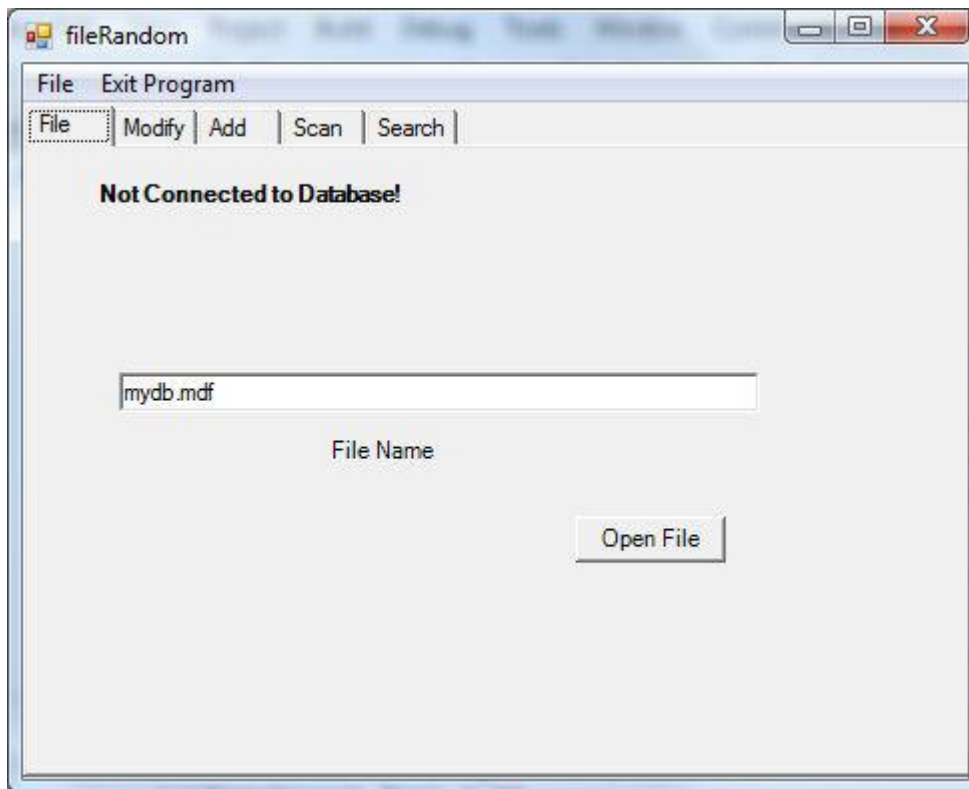 fileRandom
File Exit Program
File Modify Add Scan Search
Not Connected to Database!
mydb.mdf
File Name
Open File